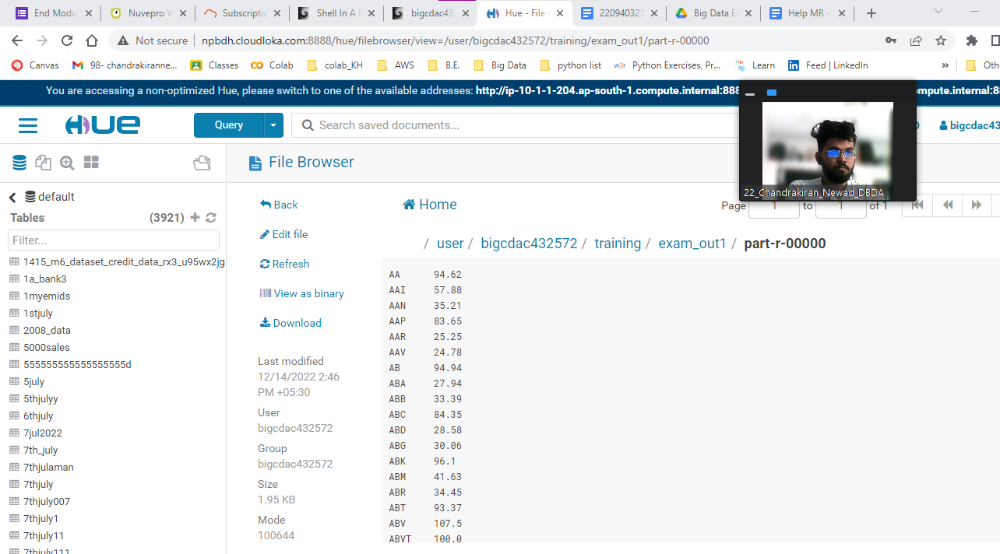 End Modu
Nuvepro W
Subscriptio
Shell In A B
bigcdac43
Hue - File
220940325
Big Data E
Help MR -
Not secure
npbdh.cloudloka.com:8888/hue/filebrowser/view=/user/bigcdac432572/training/exam_out1/part-r-00000
Canvas
98- chandrakiranne...
Classes
Colab
colab_KH
AWS
B.E.
Big Data
python list
w3r Python Exercises, Pr...
Learn
Feed | LinkedIn
»
Oth
You are accessing a non-optimized Hue, please switch to one of the available addresses: http://ip-10-1-1-204.ap-south-1.compute.internal:888
ompute.internal:88
HUE
Query
Search saved documents...
bigcdac43
File Browser
22_Chandrakiran_Newad_DBDA
default
Tables
(3921)
Filter...
1415_m6_dataset_credit_data_rx3_u95wx2jg
1a_bank3
1myemids
1stjuly
2008_data
5000sales
555555555555555555d
5july
5thjulyy
6thjuly
7jul2022
7th_july
7thjulaman
7thjuly
7thjuly007
7thjuly1
7thjuly11
7thjuly111
Back
Edit file
Refresh
View as binary
Download
Last modified
12/14/2022 2:46
PM +05:30
User
bigcdac432572
Group
bigcdac432572
Size
1.95 KB
Mode
100644
Home
Page 1 to 1 of 1
/ user / bigcdac432572 / training / exam_out1 / part-r-00000
AA 94.62
AAI 57.88
AAN 35.21
AAP 83.65
AAR 25.25
AAV 24.78
AB 94.94
ABA 27.94
ABB 33.39
ABC 84.35
ABD 28.58
ABG 30.06
ABK 96.1
ABM 41.63
ABR 34.45
ABT 93.37
ABV 107.5
ABVT 100.0